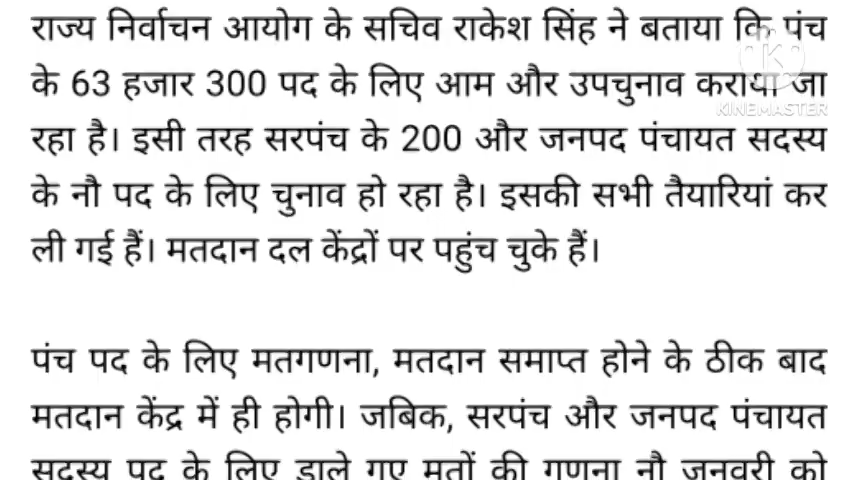 राज्य निर्वाचन आयोग के सचिव राकेश सिंह ने बताया कि पंच
के 63 हजार 300 पद के लिए आम और उपचुनाव कराया जा
KINEMASTER
रहा है। इसी तरह सरपंच के 200 और जनपद पंचायत सदस्य
के नौ पद के लिए चुनाव हो रहा है। इसकी सभी तैयारियां कर
ली गई हैं। मतदान दल केंद्रों पर पहुंच चुके हैं।
पंच पद के लिए मतगणना, मतदान समाप्त होने के ठीक बाद
मतदान केंद्र में ही होगी। जबकि, सरपंच और जनपद पंचायत
सदस्य पद के लिए डाले गए मतों की गणना नौ जनवरी को